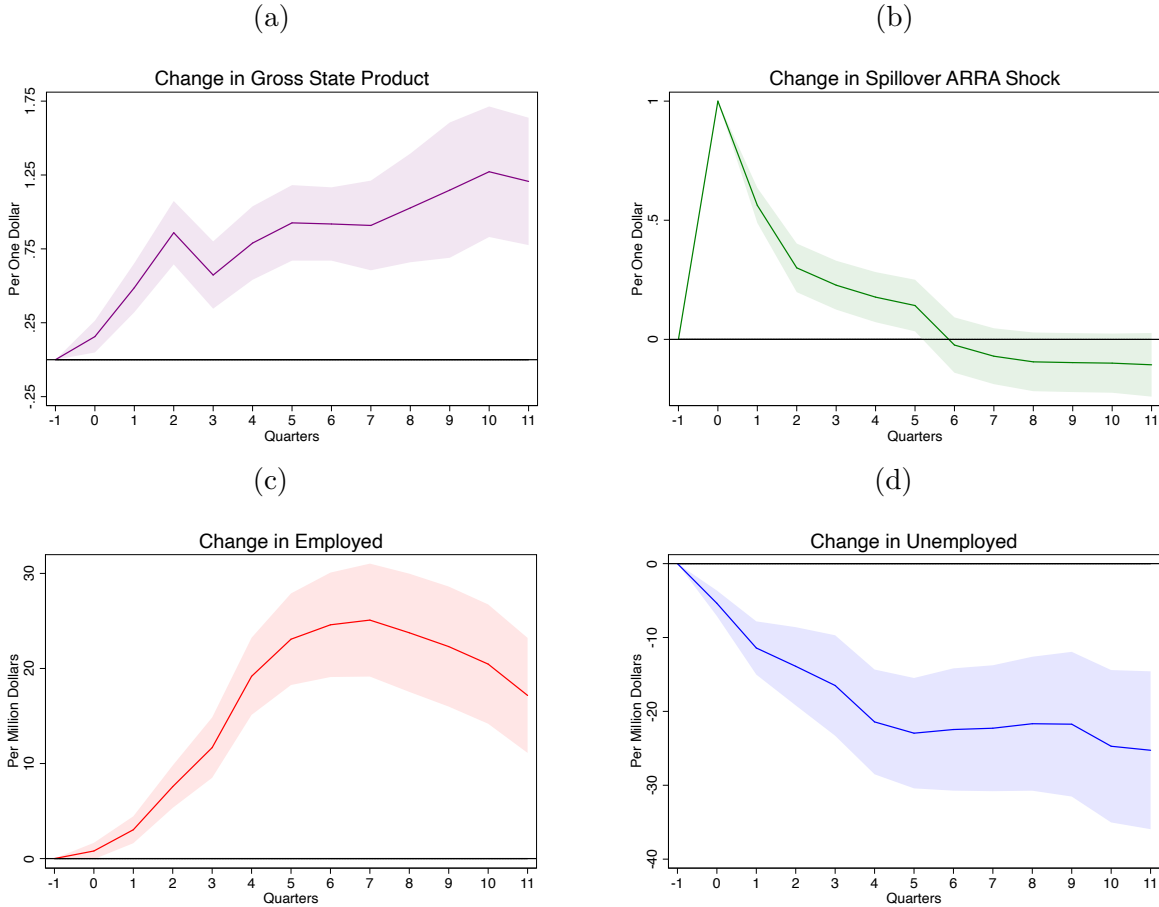 (a)
Change in Gross State Product
Per One Dollar
1.75
1.25
.75
.25
-.25
-1 0 1 2 3 4 5 6 7 8 9 10 11
Quarters
(b)
Change in Spillover ARRA Shock
Per One Dollar
1
.5
0
-1 0 1 2 3 4 5 6 7 8 9 10 11
Quarters
(c)
Change in Employed
Per Million Dollars
30
20
10
0
-1 0 1 2 3 4 5 6 7 8 9 10 11
Quarters
(d)
Change in Unemployed
Per Million Dollars
0
-10
-20
-30
-40
-1 0 1 2 3 4 5 6 7 8 9 10 11
Quarters